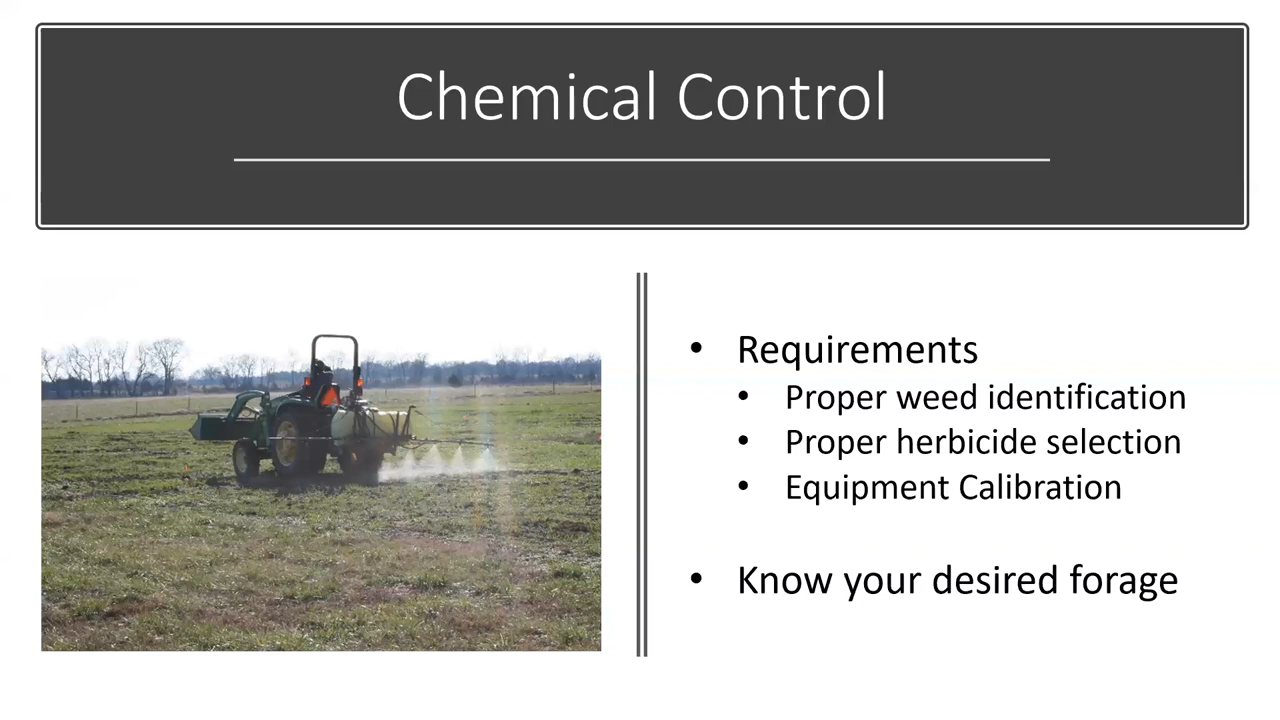 Chemical Control
• Requirements
• Proper weed identification
• Proper herbicide selection
• Equipment Calibration
• Know your desired forage